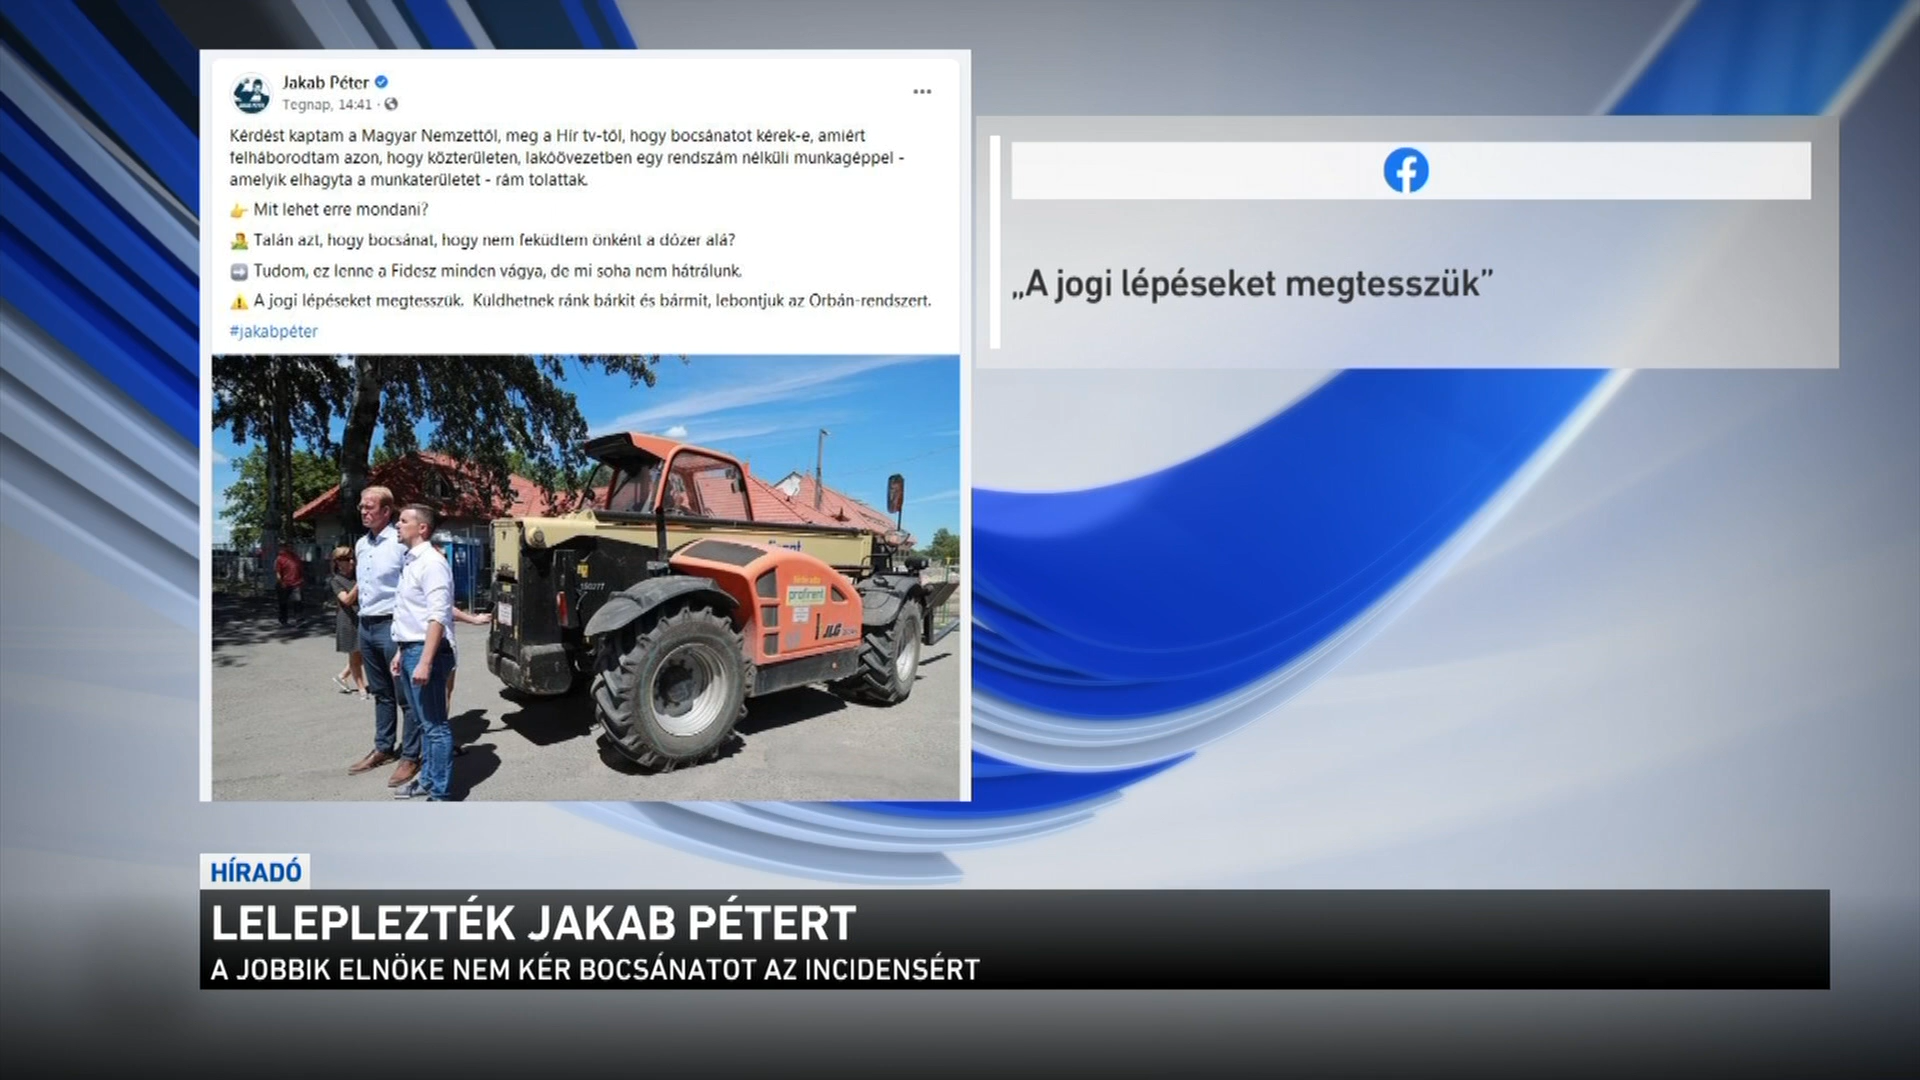 Jakab Péter
Tegnap, 14:41 ·
Kérdést kaptam a Magyar Nemzettől, meg a Hír tv-től, hogy bocsánatot kérek-e, amiért
felháborodtam azon, hogy közterületen, lakóövezetben egy rendszám nélküli munkagéppel -
amelyik elhagyta a munkaterületet - rám tolattak.
👉 Mit lehet erre mondani?
Talán azt, hogy bocsánat, hogy nem feküdtem önként a dózer alá?
➡️ Tudom, ez lenne a Fidesz minden vágya, de mi soha nem hátrálunk.
⚠️ A jogi lépéseket megtesszük. Küldhetnek ránk bárkit és bármit, lebontjuk az Orbán-rendszert.
#jakabpéter
150277
profirent
JLG
„A jogi lépéseket megtesszük”
HÍRADÓ
LELEPLEZTÉK JAKAB PÉTERT
A JOBBIK ELNÖKE NEM KÉR BOCSÁNATOT AZ INCIDENSÉRT